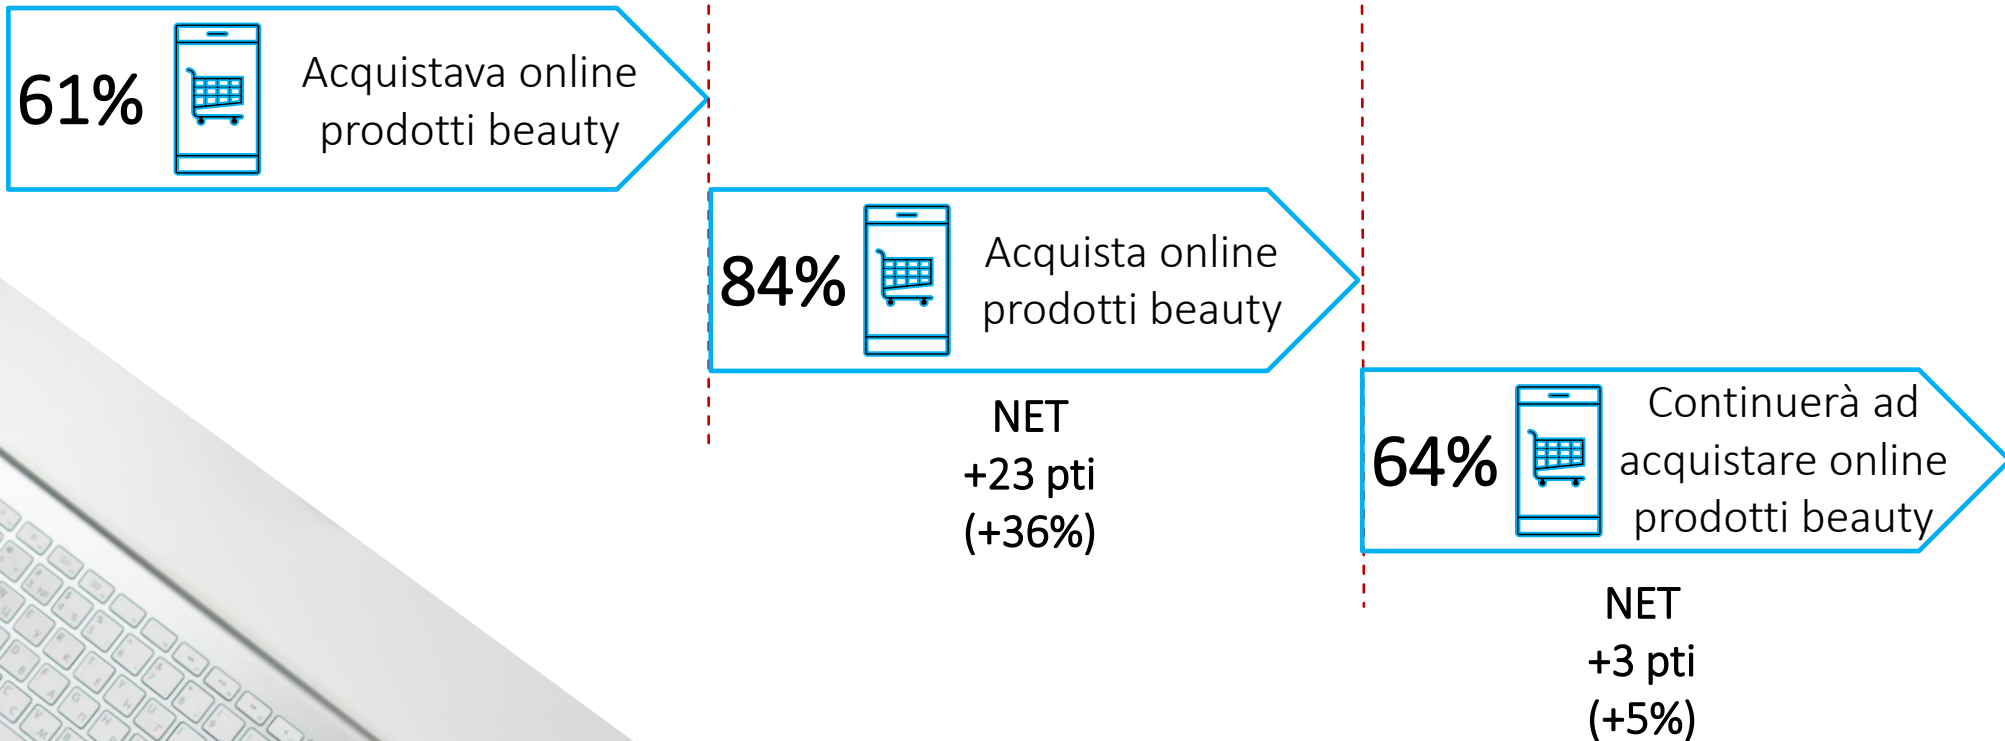 61%
Acquistava online
prodotti beauty
84%
Acquista online
prodotti beauty
NET
+23 pti
(+36%)
64%
Continuerà ad
acquistare online
prodotti beauty
NET
+3 pti
(+5%)